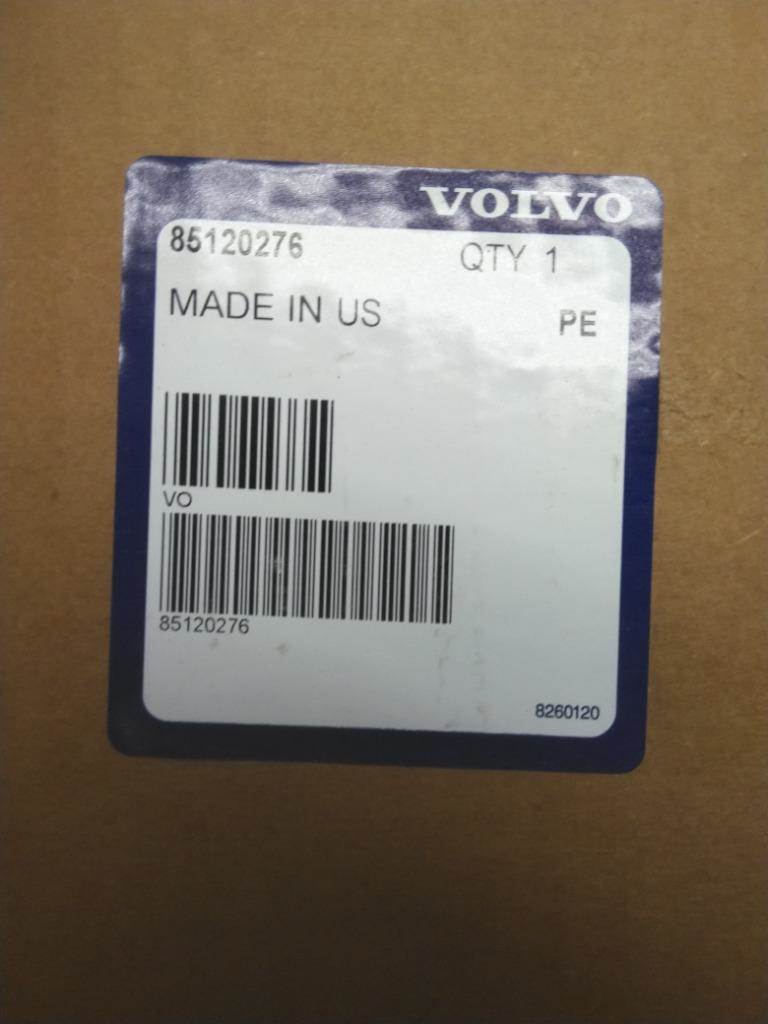 VOLVO
85120276 QTY 1
MADE IN US
PE
VO
85120276
8260120